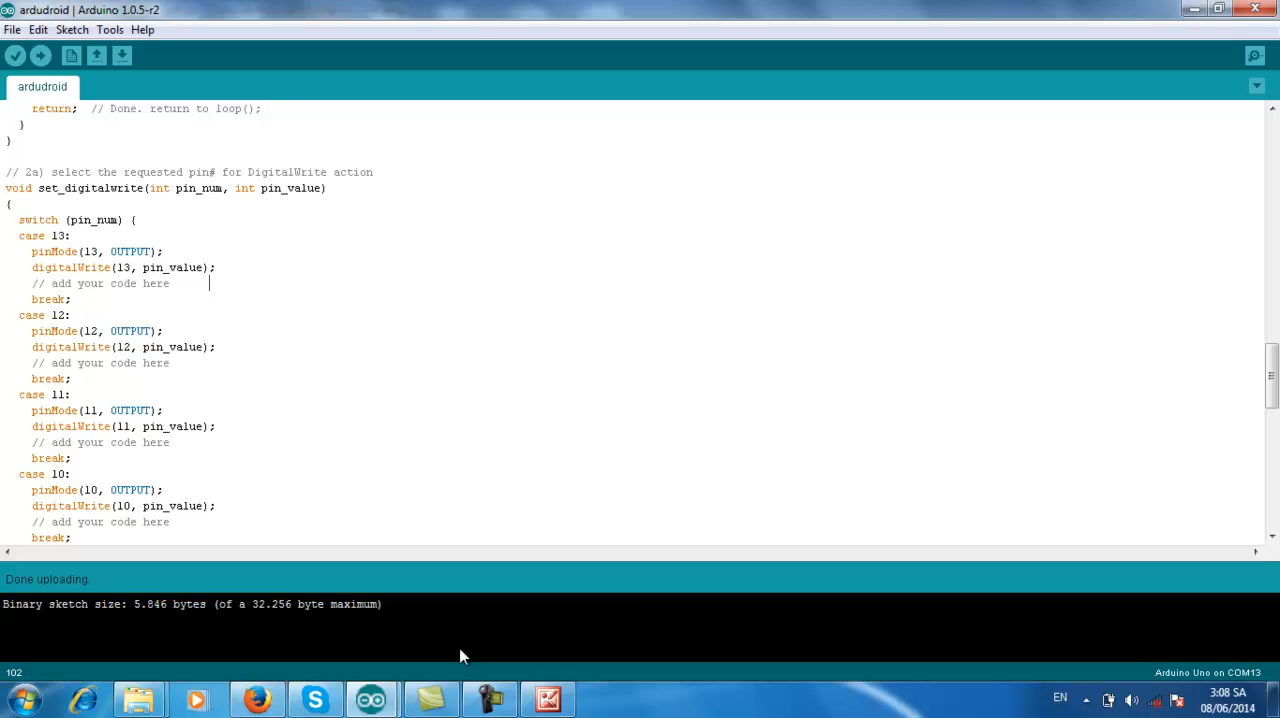 ardudroid | Arduino 1.0.5-r2
File Edit Sketch Tools Help
ardudroid
return;  // Done. return to loop();
}
}
// 2a) select the requested pin# for DigitalWrite action
void set_digitalwrite(int pin_num, int pin_value)
{
switch (pin_num) {
case 13:
pinMode(13, OUTPUT);
digitalWrite(13, pin_value);
// add your code here
break;
case 12:
pinMode(12, OUTPUT);
digitalWrite(12, pin_value);
// add your code here
break;
case 11:
pinMode(11, OUTPUT);
digitalWrite(11, pin_value);
// add your code here
break;
case 10:
pinMode(10, OUTPUT);
digitalWrite(10, pin_value);
// add your code here
break;
Done uploading.
Binary sketch size: 5.846 bytes (of a 32.256 byte maximum)
102
Arduino Uno on COM13
EN
3:08 SA
08/06/2014